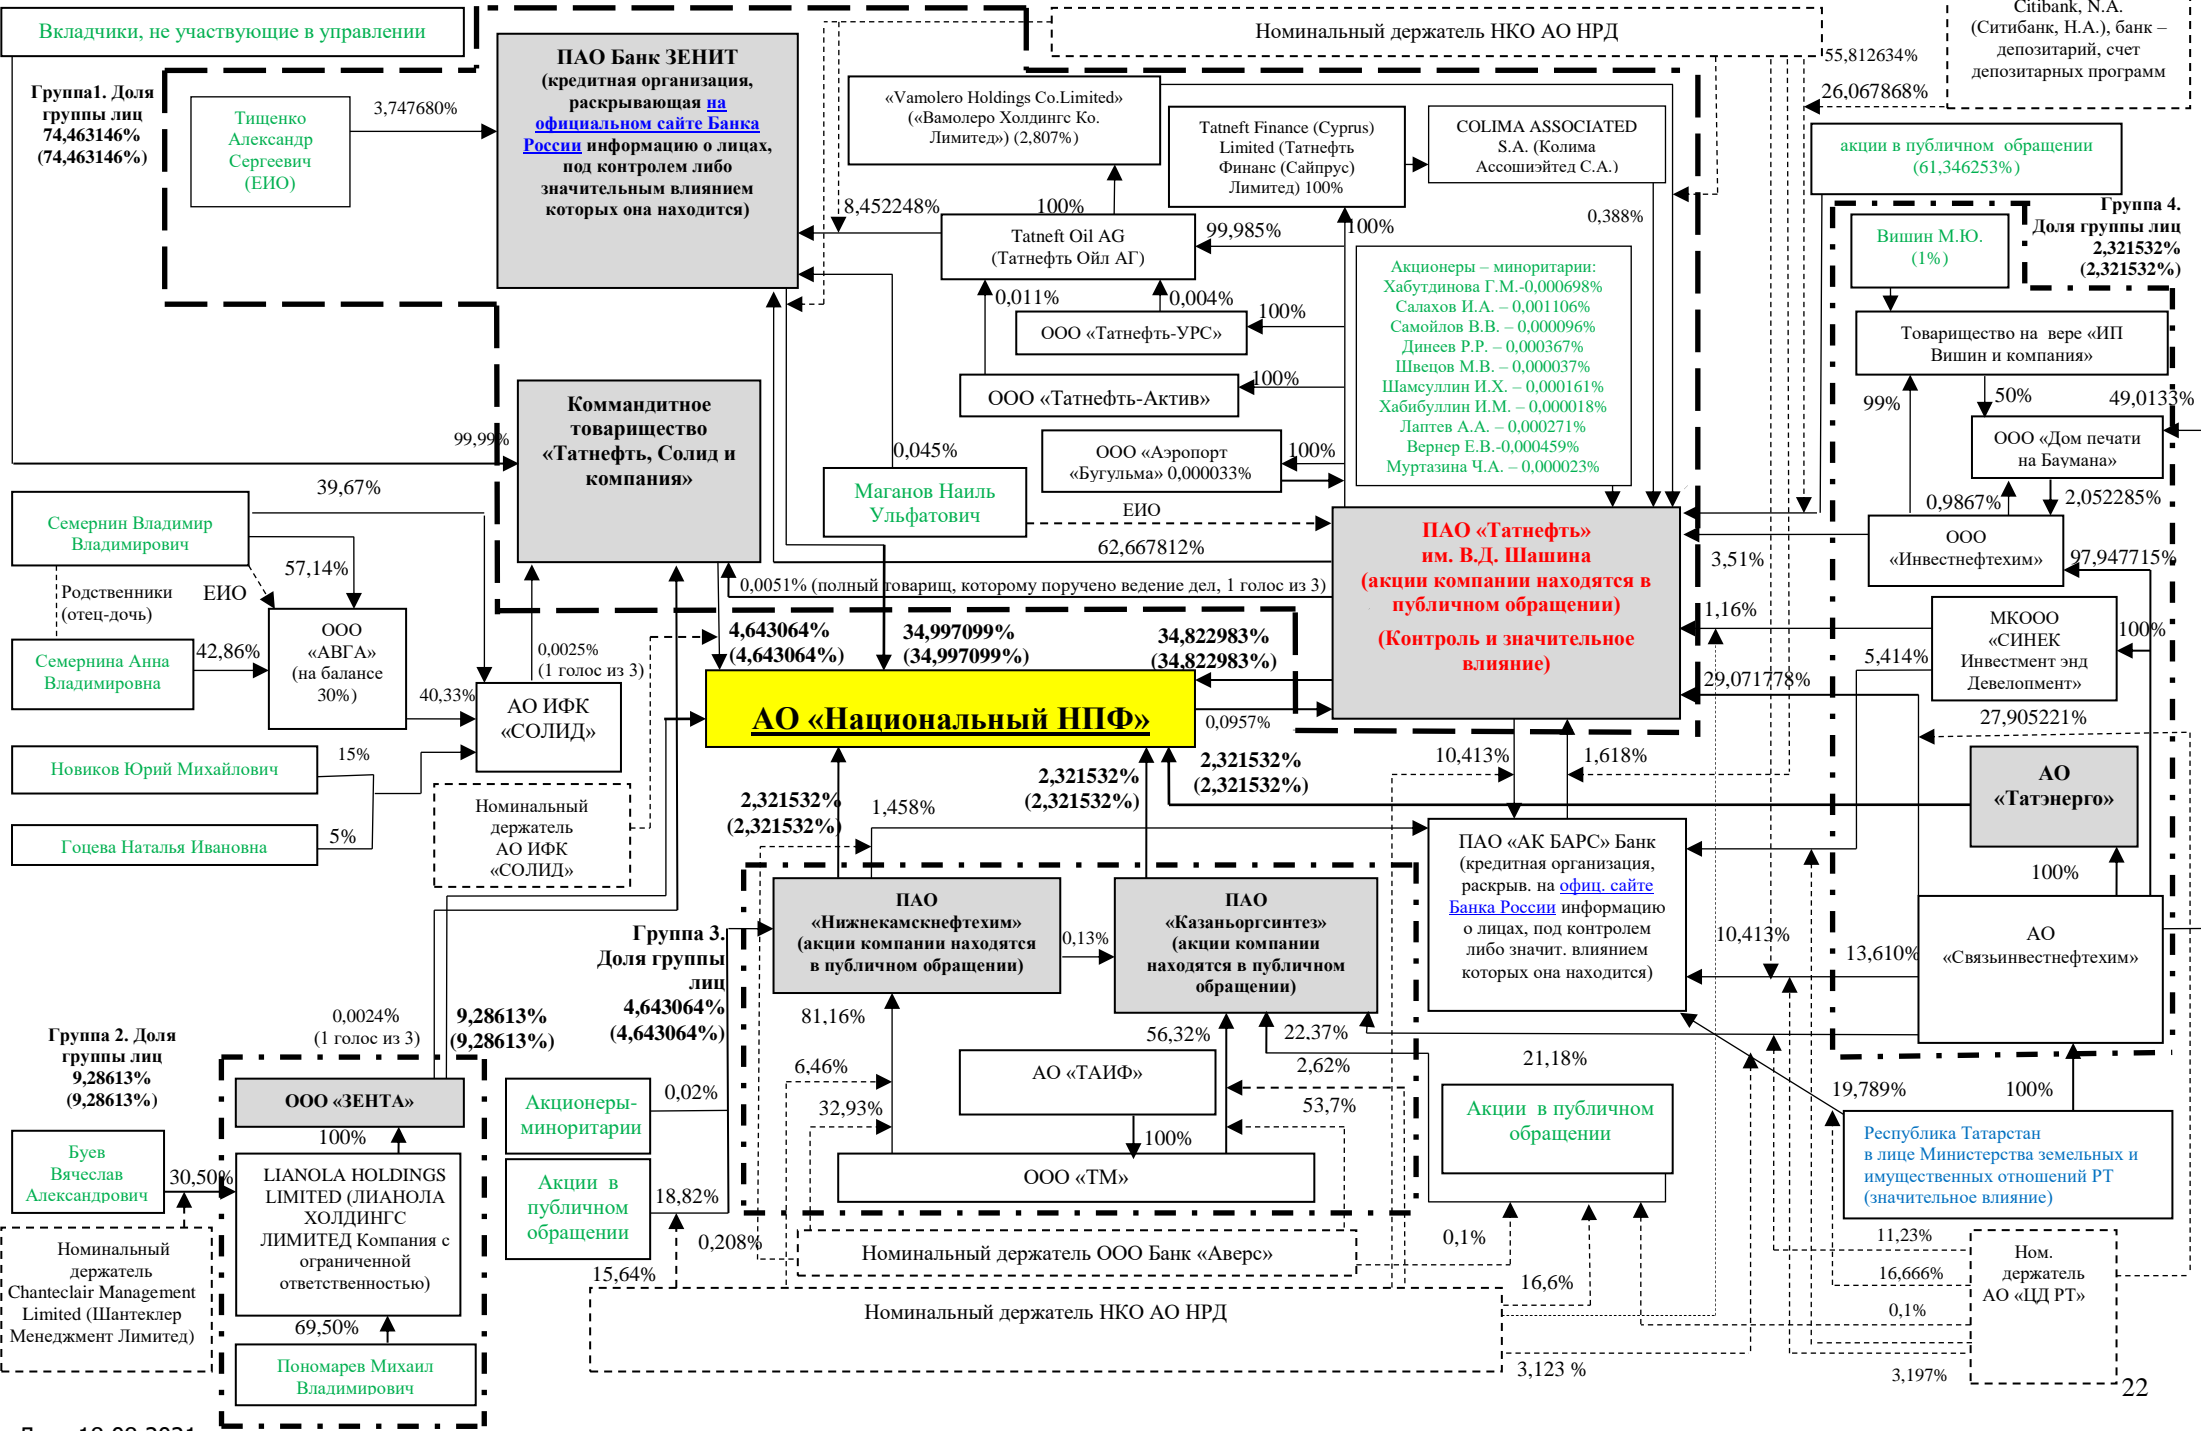 Вкладчики, не участвующие в управлении
Номинальный держатель НКО АО НРД
Citibank, N.A.
(Ситибанк, Н.А.), банк –
депозитарий, счет
депозитарных программ
55,812634%
26,067868%
Группа1. Доля
группы лиц
74,463146%
(74,463146%)
Тищенко
Александр
Сергеевич
(ЕИО)
3,747680%
ПАО Банк ЗЕНИТ
(кредитная организация,
раскрывающая на
официальном сайте Банка
России информацию о лицах,
под контролем либо
значительным влиянием
которых она находится)
«Vamolero Holdings Co.Limited»
(«Вамолеро Холдингс Ко.
Лимитед») (2,807%)
Tatneft Finance (Cyprus)
Limited (Татнефть
Финанс (Сайпрус)
Лимитед) 100%
COLIMA ASSOCIATED
S.A. (Колима
Ассошиэйтед С.А.)
акции в публичном обращении
(61,346253%)
8,452248%
100%
0,388%
Tatneft Oil AG
(Татнефть Ойл АГ)
99,985%
100%
Группа 4.
Доля группы лиц
2,321532%
(2,321532%)
Вишин М.Ю.
(1%)
Акционеры – миноритарии:
Хабутдинова Г.М.-0,000698%
Салахов И.А. – 0,001106%
Самойлов В.В. – 0,000096%
Динеев Р.Р. – 0,000367%
Швецов М.В. – 0,000037%
Шамсуллин И.Х. – 0,000161%
Хабибуллин И.М. – 0,000018%
Лаптев А.А. – 0,000271%
Вернер Е.В.-0,000459%
Муртазина Ч.А. – 0,000023%
0,011%
0,004%
ООО «Татнефть-УРС»
100%
Товарищество на вере «ИП
Вишин и компания»
ООО «Татнефть-Актив»
100%
99%
50%
49,0133%
Коммандитное
товарищество
«Татнефть, Солид и
компания»
99,99%
0,045%
ООО «Аэропорт
«Бугульма» 0,000033%
100%
ООО «Дом печати
на Баумана»
39,67%
Маганов Наиль
Ульфатович
ЕИО
0,9867%
2,052285%
Семернин Владимир
Владимирович
ПАО «Татнефть»
им. В.Д. Шашина
(акции компании находятся в
публичном обращении)
(Контроль и значительное
влияние)
ООО
«Инвестнефтехим»
3,51%
97,947715%
62,667812%
57,14%
Родственники
(отец-дочь)
ЕИО
0,0051% (полный товарищ, которому поручено ведение дел, 1 голос из 3)
1,16%
МКООО
«СИНЕК
Инвестмент энд
Девелопмент»
100%
5,414%
ООО
«АВГА»
(на балансе
30%)
Семернина Анна
Владимировна
42,86%
0,0025%
(1 голос из 3)
4,643064%
(4,643064%)
34,997099%
(34,997099%)
34,822983%
(34,822983%)
29,071778%
40,33%
АО ИФК
«СОЛИД»
АО «Национальный НПФ»
0,0957%
27,905221%
Новиков Юрий Михайлович
15%
10,413%
1,618%
АО
«Татэнерго»
2,321532%
(2,321532%)
2,321532%
(2,321532%)
2,321532%
(2,321532%)
Номинальный
держатель
АО ИФК
«СОЛИД»
1,458%
Гоцева Наталья Ивановна
5%
ПАО «АК БАРС» Банк
(кредитная организация,
раскрыв. на офиц. сайте
Банка России информацию
о лицах, под контролем
либо значит. влиянием
которых она находится)
100%
ПАО
«Нижнекамскнефтехим»
(акции компании находятся
в публичном обращении)
0,13%
ПАО
«Казаньоргсинтез»
(акции компании
находятся в публичном
обращении)
Группа 3.
Доля группы
лиц
4,643064%
(4,643064%)
10,413%
13,610%
АО
«Связьинвестнефтехим»
0,0024%
(1 голос из 3)
9,28613%
(9,28613%)
81,16%
56,32%
22,37%
Группа 2. Доля
группы лиц
9,28613%
(9,28613%)
6,46%
АО «ТАИФ»
2,62%
21,18%
ООО «ЗЕНТА»
Акционеры-
миноритарии
0,02%
32,93%
53,7%
Акции в публичном
обращении
19,789%
100%
100%
100%
Республика Татарстан
в лице Министерства земельных и
имущественных отношений РТ
(значительное влияние)
Буев
Вячеслав
Александрович
30,50%
LIANOLA HOLDINGS
LIMITED (ЛИАНОЛА
ХОЛДИНГС
ЛИМИТЕД Компания с
ограниченной
ответственностью)
Акции в
публичном
обращении
18,82%
ООО «ТМ»
Номинальный
держатель
Chanteclair Management
Limited (Шантеклер
Менеджмент Лимитед)
0,208%
Номинальный держатель ООО Банк «Аверс»
0,1%
11,23%
Ном.
держатель
АО «ЦД РТ»
15,64%
16,6%
16,666%
Номинальный держатель НКО АО НРД
0,1%
69,50%
3,123 %
3,197%
Пономарев Михаил
Владимирович
22